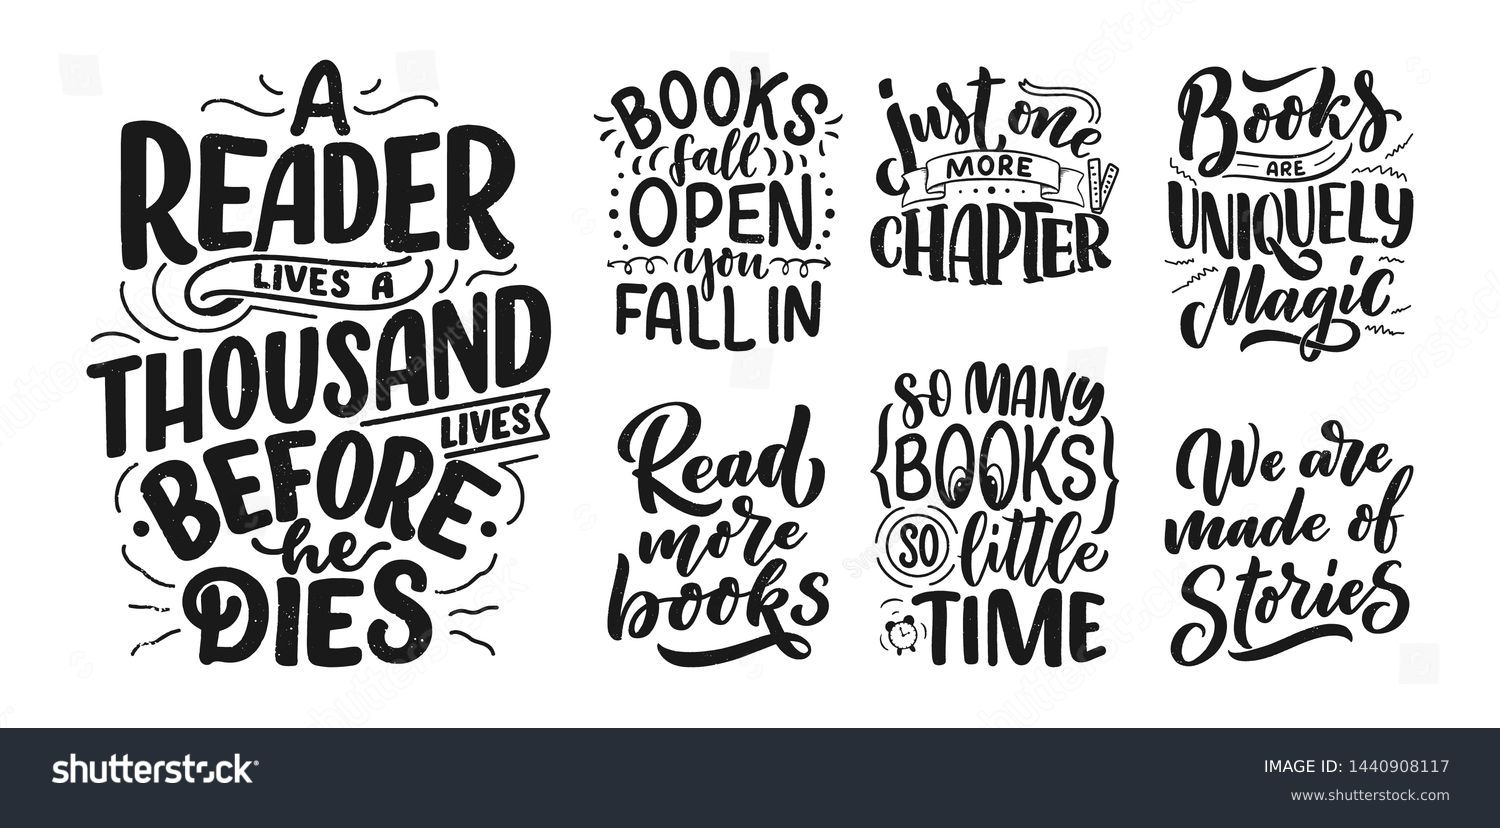 A
READER
LIVES A
THOUSAND
LIVES
BEFORE
he
DIES
BOOKS
fall
OPEN
you
FALL IN
just one
MORE
CHAPTER
Books
ARE
UNIQUELY
Magic
Read
more
books
SO MANY
BOOKS
SO little
TIME
We are
made of
Stories
shutterstock
IMAGE ID: 1440908117
www.shutterstock.com